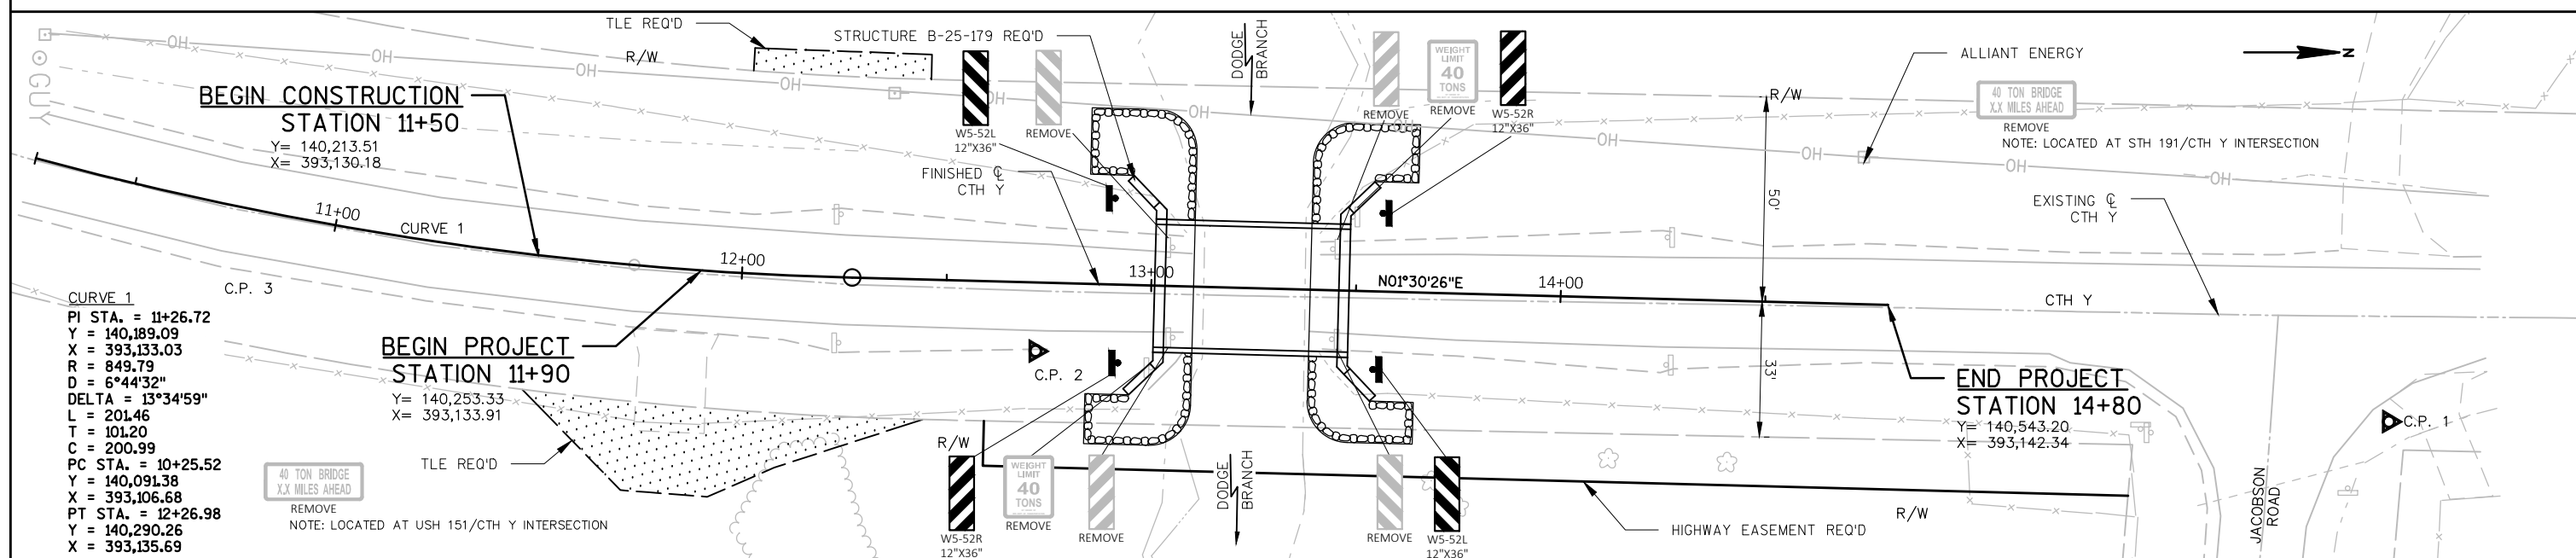 TLE REQ'D
STRUCTURE B-25-179 REQ'D
R/W
OH
OH
OH
OH
OH
OH
OH
OH
OH
OH
GUY
BEGIN CONSTRUCTION
STATION 11+50
Y= 140,213.51
X= 393,130.18
W5-52L
12"X36"
REMOVE
DODGE
BRANCH
REMOVE
WEIGHT
LIMIT
40
TONS
REMOVE
W5-52R
12"X36"
R/W
ALLIANT ENERGY
N
40 TON BRIDGE
X.X MILES AHEAD
REMOVE
NOTE: LOCATED AT STH 191/CTH Y INTERSECTION
FINISHED ℄
CTH Y
EXISTING ℄
CTH Y
50'
11+00
CURVE 1
12+00
13+00
N01°30'26"E
14+00
CTH Y
C.P. 3
CURVE 1
PI STA. = 11+26.72
Y = 140,189.09
X = 393,133.03
R = 849.79
D = 6°44'32"
DELTA = 13°34'59"
L = 201.46
T = 101.20
C = 200.99
PC STA. = 10+25.52
Y = 140,091.38
X = 393,106.68
PT STA. = 12+26.98
Y = 140,290.26
X = 393,135.69
BEGIN PROJECT
STATION 11+90
Y= 140,253.33
X= 393,133.91
TLE REQ'D
40 TON BRIDGE
X.X MILES AHEAD
REMOVE
NOTE: LOCATED AT USH 151/CTH Y INTERSECTION
C.P. 2
R/W
W5-52R
12"X36"
WEIGHT
LIMIT
40
TONS
REMOVE
REMOVE
DODGE
BRANCH
REMOVE
W5-52L
12"X36"
33'
END PROJECT
STATION 14+80
Y= 140,543.20
X= 393,142.34
HIGHWAY EASEMENT REQ'D
R/W
JACOBSON
ROAD
C.P. 1